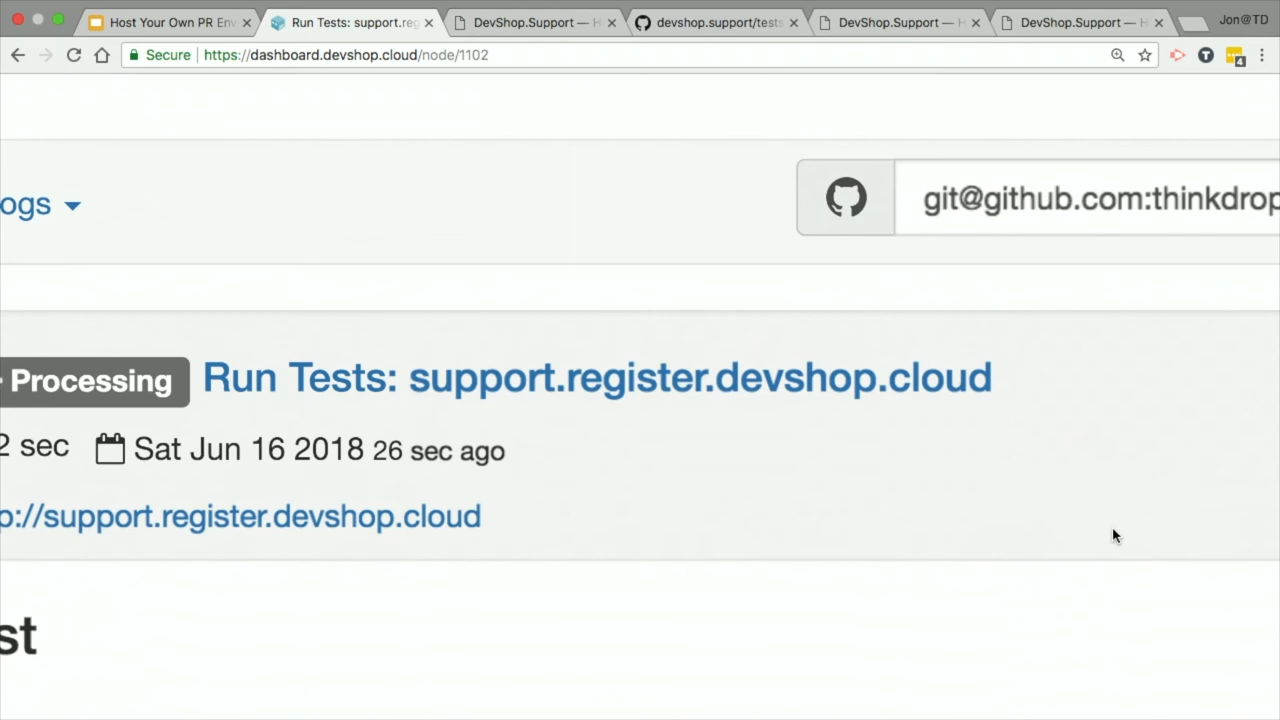 Host Your Own PR Env
Run Tests: support.reg
DevShop.Support — H
devshop.support/tests
DevShop.Support — H
DevShop.Support — H
Jon@TD
Secure https://dashboard.devshop.cloud/node/1102
4
ogs
git@github.com:thinkdrop
Processing Run Tests: support.register.devshop.cloud
2 sec Sat Jun 16 2018 26 sec ago
p://support.register.devshop.cloud
st